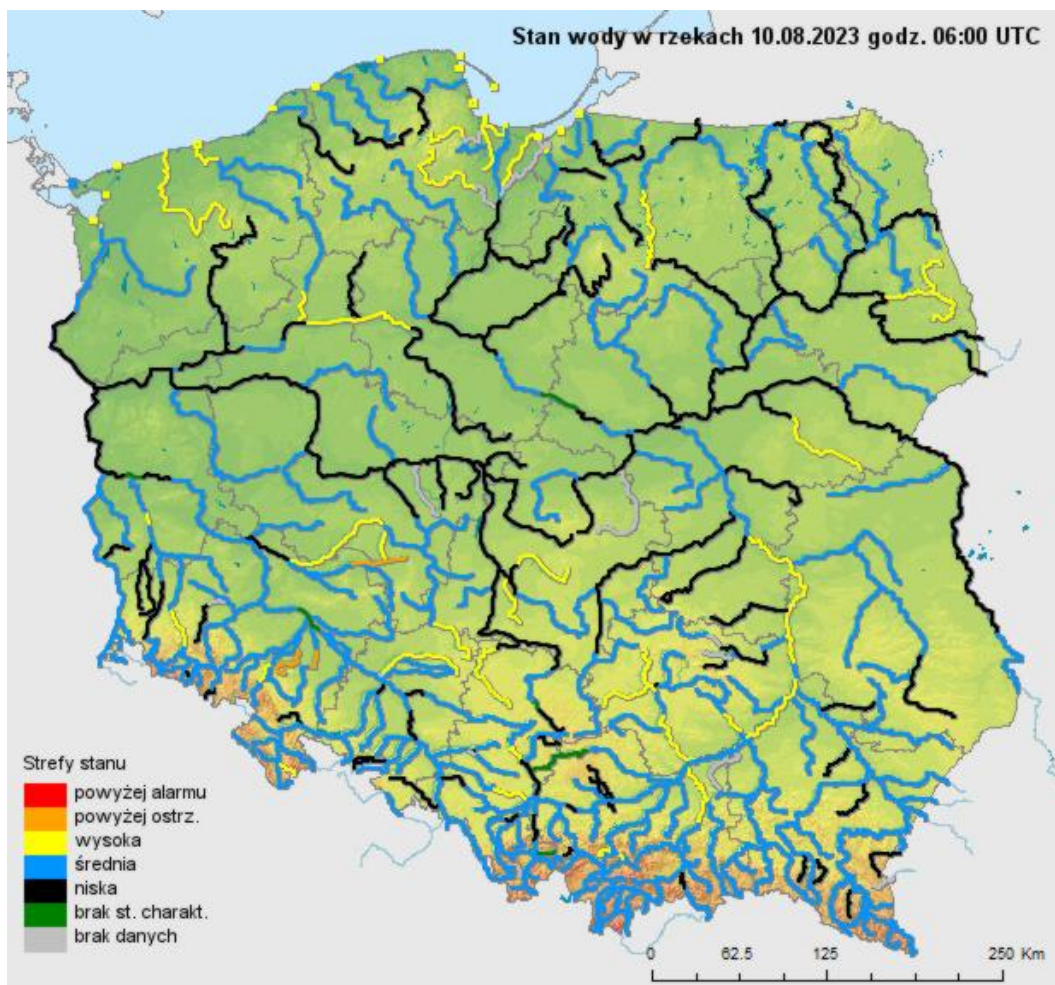 Stan wody w rzekach 10.08.2023 godz. 06:00 UTC
Strefy stanu
powyżej alarmu
powyżej ostrz.
wysoka
średnia
niska
brak st. charakt.
brak danych
0 62.5 125 250 Km